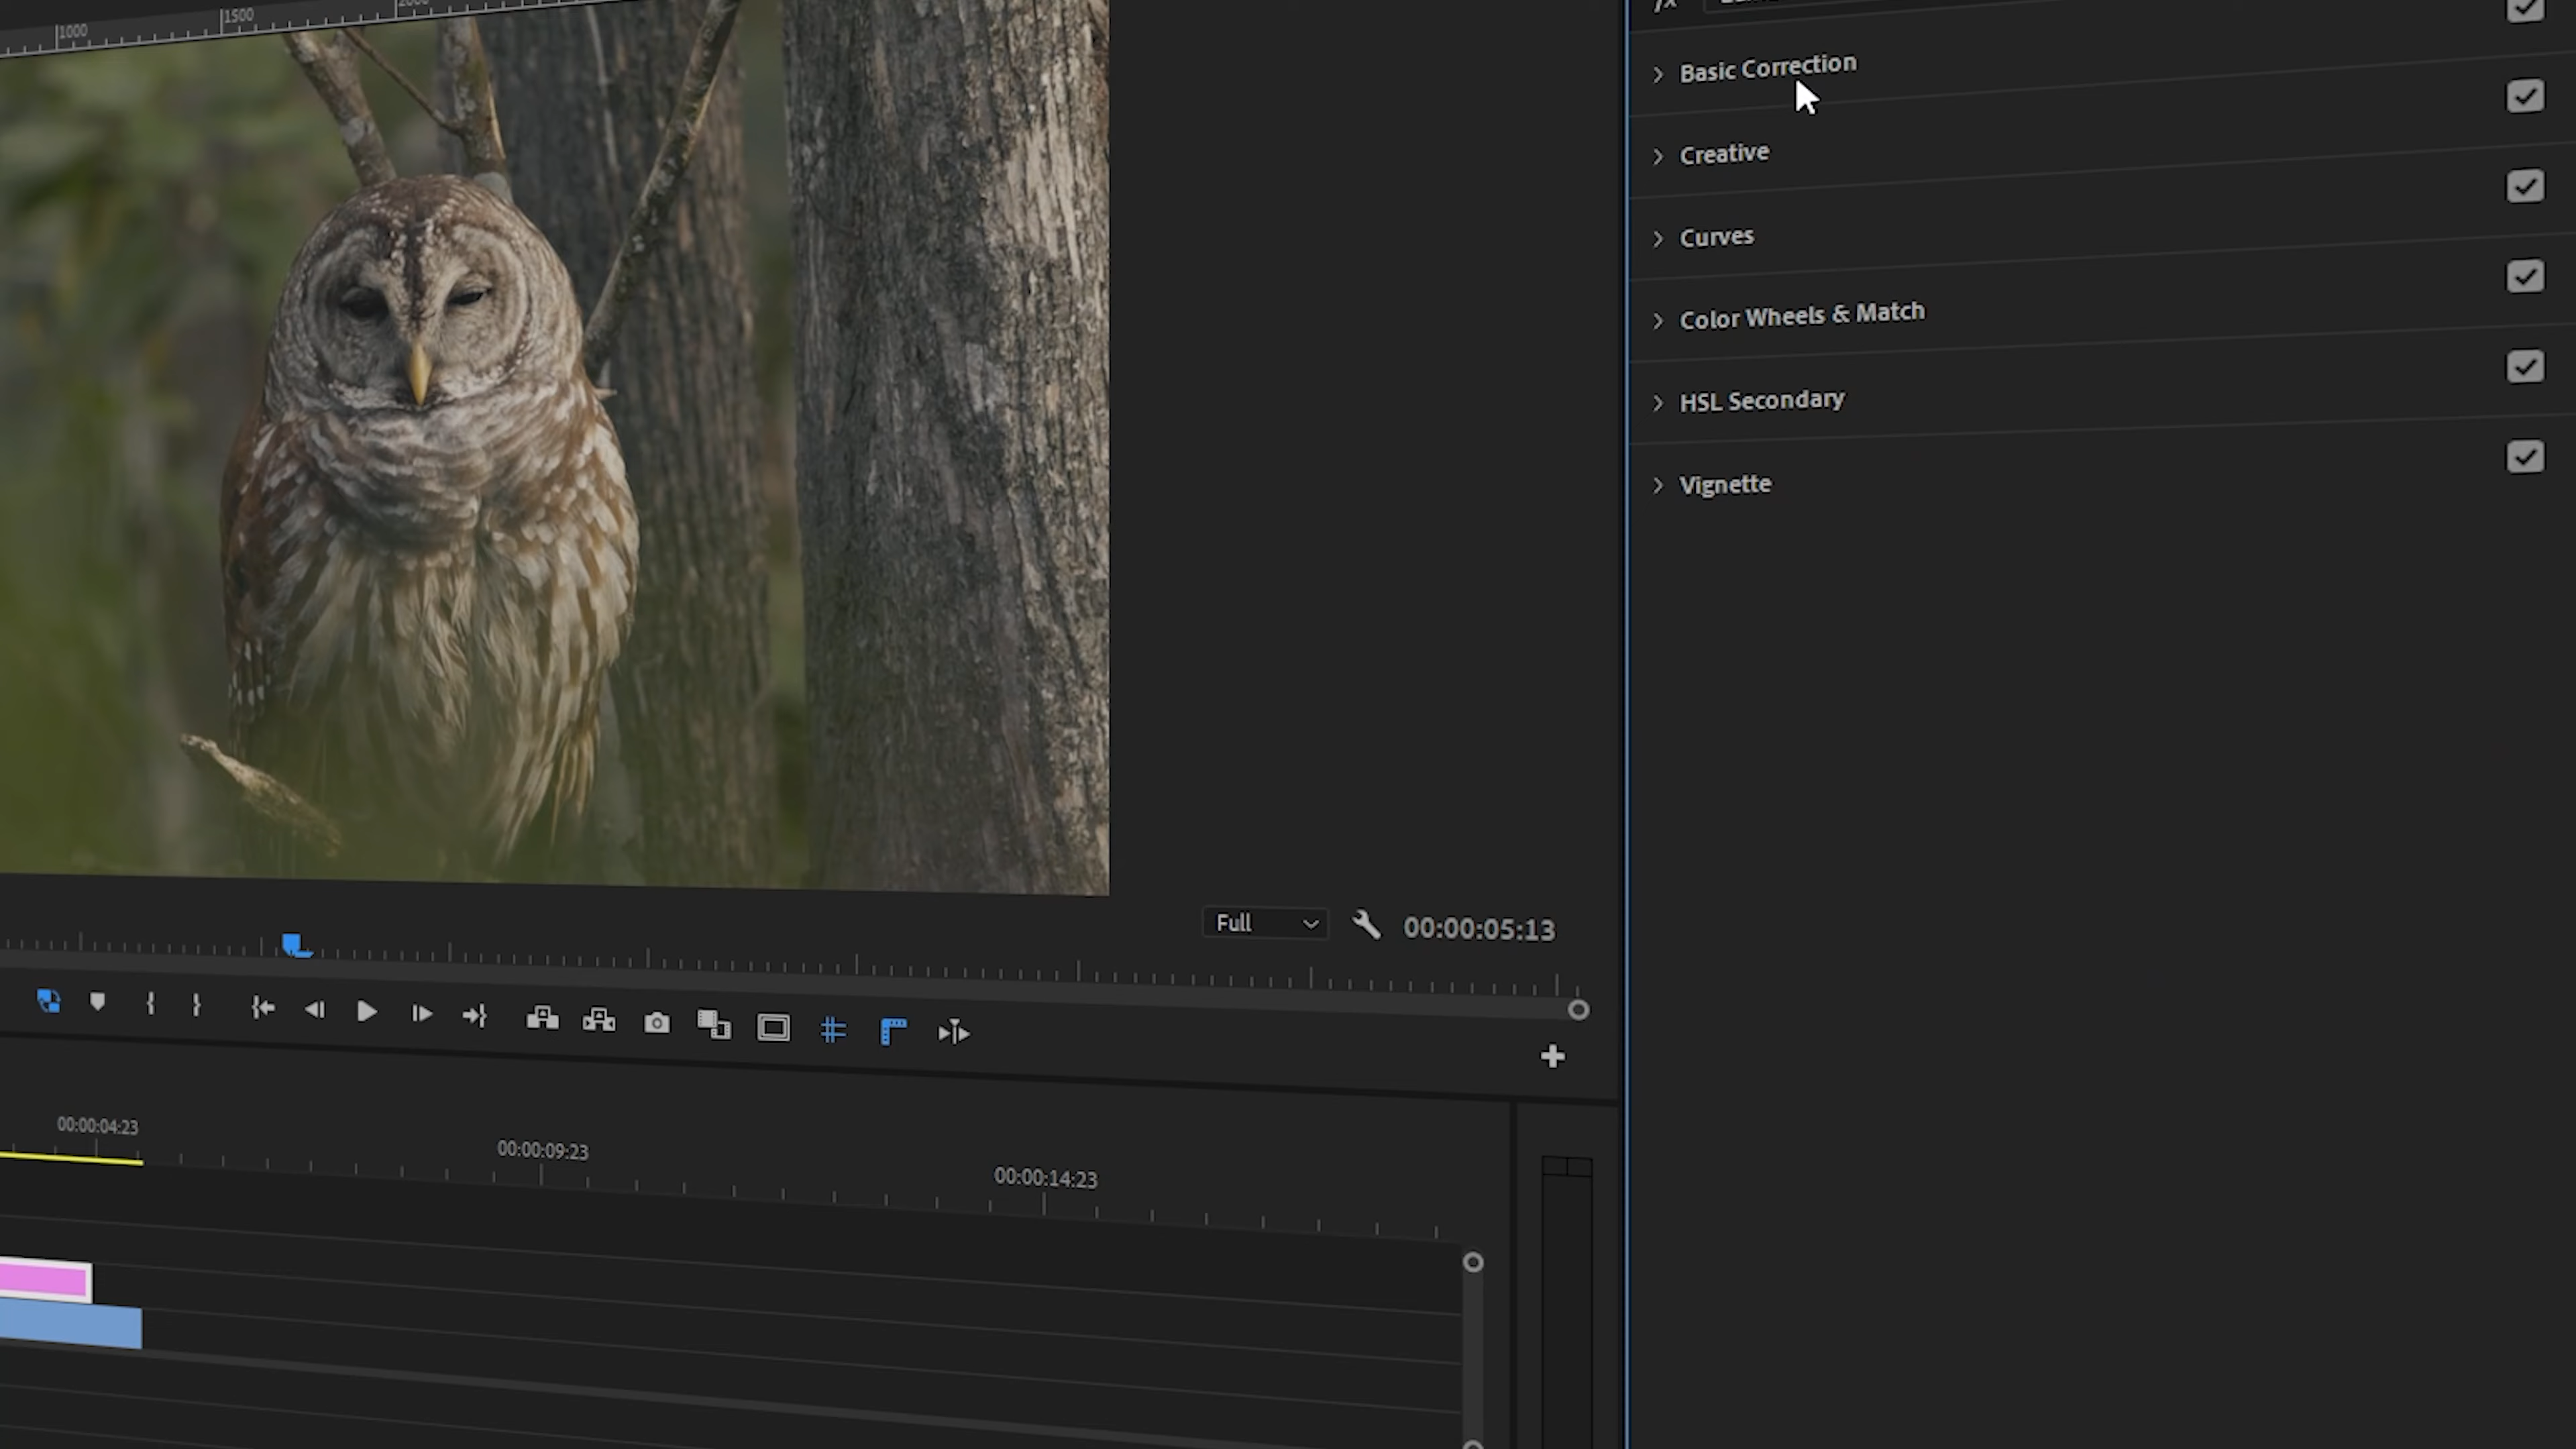 1000
1500
Basic Correction
Creative
Curves
Color Wheels & Match
HSL Secondary
Vignette
Full
00:00:05:13
00:00:04:23
00:00:09:23
00:00:14:23